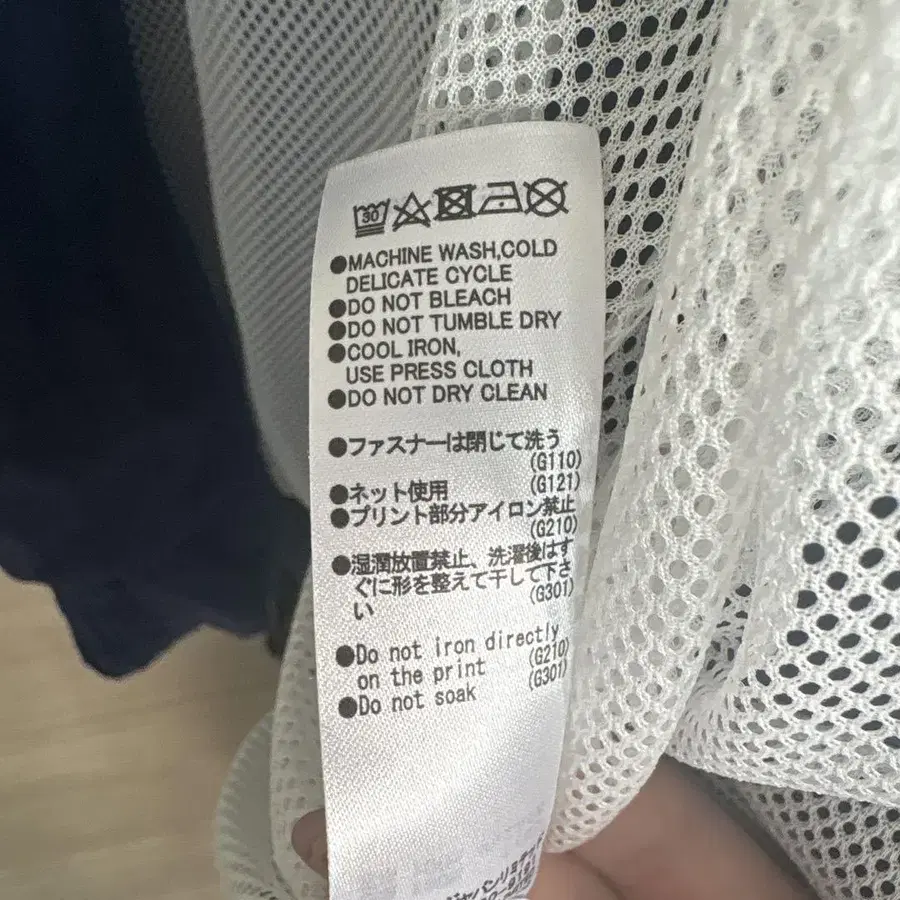 30
●MACHINE WASH,COLD
DELICATE CYCLE
●DO NOT BLEACH
●DO NOT TUMBLE DRY
●COOL IRON,
USE PRESS CLOTH
●DO NOT DRY CLEAN
●ファスナーは閉じて洗う
(G110)
●ネット使用 (G121)
●プリント部分アイロン禁止
(G210)
●湿潤放置禁止、洗濯後はす
ぐに形を整えて干して下さ
い (G301)
●Do not iron directly
on the print (G210)
●Do not soak (G301)